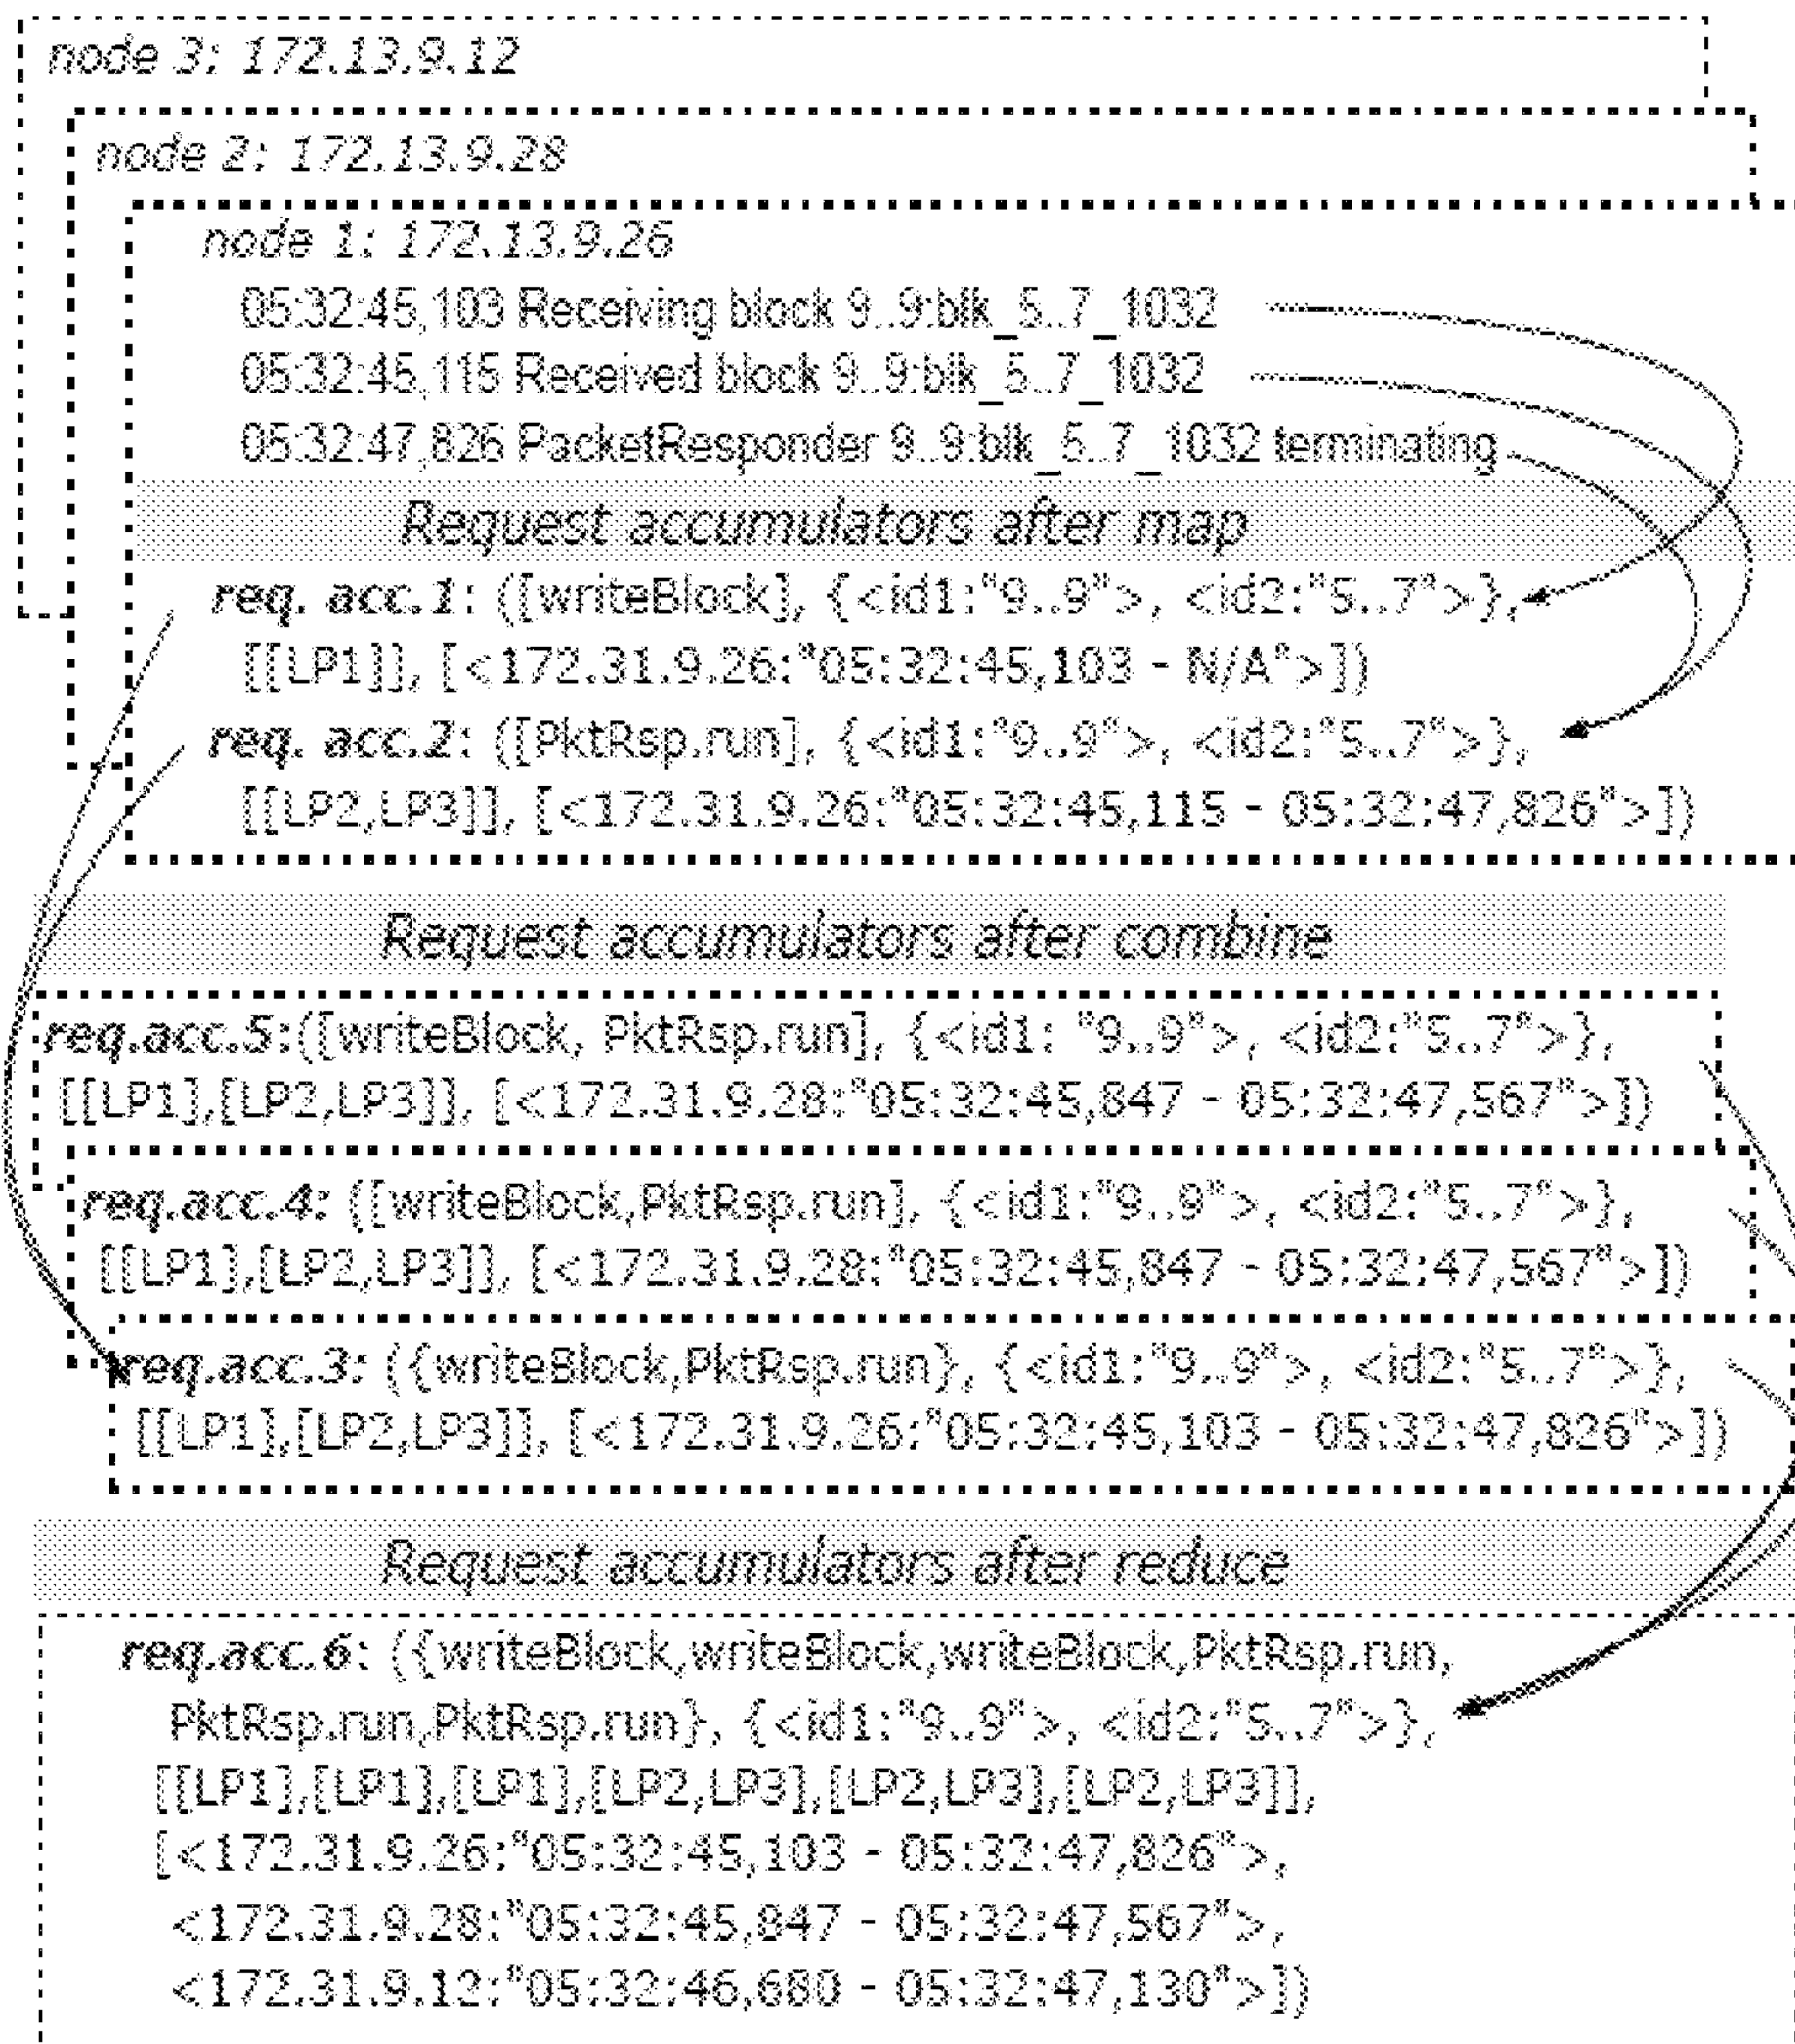 node 3: 172.13.9.12
node 2: 172.13.9.28
node 1: 172.13.9.26
05:32:45,103 Receiving block 9..9:blk_5..7_1032
05:32:45,115 Received block 9..9:blk_5..7_1032
05:32:47,826 PacketResponder 9..9:blk_5..7_1032 terminating
Request accumulators after map
req. acc.1: ([writeBlock], {<id1:"9..9">, <id2:"5..7">},
[[LP1]], [<172.31.9.26:"05:32:45,103 - N/A">])
req. acc.2: ([PktRsp.run], {<id1:"9..9">, <id2:"5..7">},
[[LP2,LP3]], [<172.31.9.26:"05:32:45,115 - 05:32:47,826">])
Request accumulators after combine
req.acc.5:([writeBlock, PktRsp.run], {<id1: "9..9">, <id2:"5..7">},
[[LP1],[LP2,LP3]], [<172.31.9.28:"05:32:45,847 - 05:32:47,567">])
req.acc.4: ([writeBlock,PktRsp.run], {<id1:"9..9">, <id2:"5..7">},
[[LP1],[LP2,LP3]], [<172.31.9.28:"05:32:45,847 - 05:32:47,567">])
req.acc.3: ({writeBlock,PktRsp.run}, {<id1:"9..9">, <id2:"5..7">},
[[LP1],[LP2,LP3]], [<172.31.9.26:"05:32:45,103 - 05:32:47,826">])
Request accumulators after reduce
req.acc.6: ({writeBlock,writeBlock,writeBlock,PktRsp.run,
PktRsp.run,PktRsp.run}, {<id1:"9..9">, <id2:"5..7">},
[[LP1],[LP1],[LP1],[LP2,LP3],[LP2,LP3],[LP2,LP3]],
[<172.31.9.26:"05:32:45,103 - 05:32:47,826">,
<172.31.9.28:"05:32:45,847 - 05:32:47,567">,
<172.31.9.12:"05:32:46,680 - 05:32:47,130">])